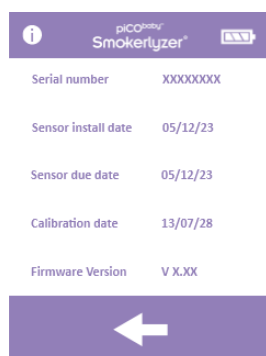 i
piCObaby™
Smokerlyzer®
Serial number XXXXXXXX
Sensor install date 05/12/23
Sensor due date 05/12/23
Calibration date 13/07/28
Firmware Version V X.XX